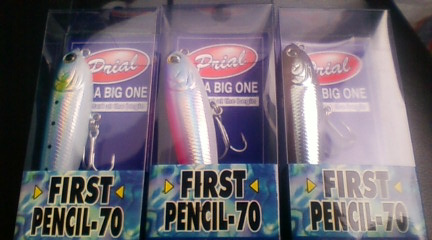 Prial
A BIG ONE
FIRST
PENCIL-70
Prial
A BIG ONE
FIRST
PENCIL-70
Prial
A BIG ONE
FIRST
PENCIL-70